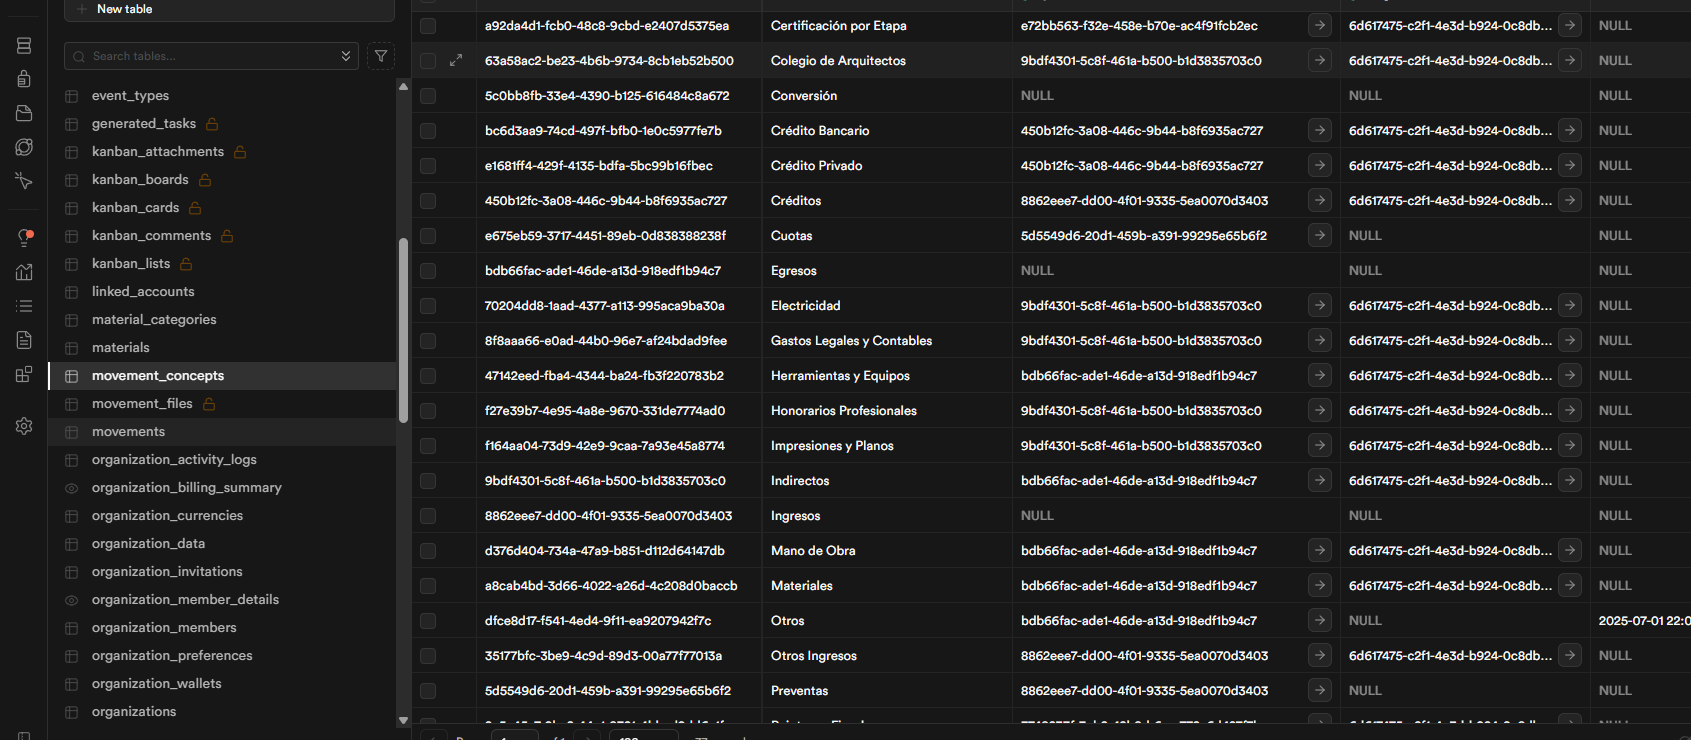 New table
Search tables...
event_types
generated_tasks
kanban_attachments
kanban_boards
kanban_cards
kanban_comments
kanban_lists
linked_accounts
material_categories
materials
movement_concepts
movement_files
movements
organization_activity_logs
organization_billing_summary
organization_currencies
organization_data
organization_invitations
organization_member_details
organization_members
organization_preferences
organization_wallets
organizations
a92da4d1-fcb0-48c8-9cbd-e2407d5375ea Certificación por Etapa e72bb563-f32e-458e-b70e-ac4f91fcb2ec 6d617475-c2f1-4e3d-b924-0c8db... NULL
63a58ac2-be23-4b6b-9734-8cb1eb52b500 Colegio de Arquitectos 9bdf4301-5c8f-461a-b500-b1d3835703c0 6d617475-c2f1-4e3d-b924-0c8db... NULL
5c0bb8fb-33e4-4390-b125-616484c8a672 Conversión NULL NULL NULL
bc6d3aa9-74cd-497f-bfb0-1e0c5977fe7b Crédito Bancario 450b12fc-3a08-446c-9b44-b8f6935ac727 6d617475-c2f1-4e3d-b924-0c8db... NULL
e1681ff4-429f-4135-bdfa-5bc99b16fbec Crédito Privado 450b12fc-3a08-446c-9b44-b8f6935ac727 6d617475-c2f1-4e3d-b924-0c8db... NULL
450b12fc-3a08-446c-9b44-b8f6935ac727 Créditos 8862eee7-dd00-4f01-9335-5ea0070d3403 6d617475-c2f1-4e3d-b924-0c8db... NULL
e675eb59-3717-4451-89eb-0d838388238f Cuotas 5d5549d6-20d1-459b-a391-99295e65b6f2 NULL NULL
bdb66fac-ade1-46de-a13d-918edf1b94c7 Egresos NULL NULL NULL
70204dd8-1aad-4377-a113-995aca9ba30a Electricidad 9bdf4301-5c8f-461a-b500-b1d3835703c0 6d617475-c2f1-4e3d-b924-0c8db... NULL
8f8aaa66-e0ad-44b0-96e7-af24bdad9fee Gastos Legales y Contables 9bdf4301-5c8f-461a-b500-b1d3835703c0 6d617475-c2f1-4e3d-b924-0c8db... NULL
47142eed-fba4-4344-ba24-fb3f220783b2 Herramientas y Equipos bdb66fac-ade1-46de-a13d-918edf1b94c7 6d617475-c2f1-4e3d-b924-0c8db... NULL
f27e39b7-4e95-4a8e-9670-331de7774ad0 Honorarios Profesionales 9bdf4301-5c8f-461a-b500-b1d3835703c0 6d617475-c2f1-4e3d-b924-0c8db... NULL
f164aa04-73d9-42e9-9caa-7a93e45a8774 Impresiones y Planos 9bdf4301-5c8f-461a-b500-b1d3835703c0 6d617475-c2f1-4e3d-b924-0c8db... NULL
9bdf4301-5c8f-461a-b500-b1d3835703c0 Indirectos bdb66fac-ade1-46de-a13d-918edf1b94c7 6d617475-c2f1-4e3d-b924-0c8db... NULL
8862eee7-dd00-4f01-9335-5ea0070d3403 Ingresos NULL NULL NULL
d376d404-734a-47a9-b851-d112d64147db Mano de Obra bdb66fac-ade1-46de-a13d-918edf1b94c7 6d617475-c2f1-4e3d-b924-0c8db... NULL
a8cab4bd-3d66-4022-a26d-4c208d0baccb Materiales bdb66fac-ade1-46de-a13d-918edf1b94c7 6d617475-c2f1-4e3d-b924-0c8db... NULL
dfce8d17-f541-4ed4-9f11-ea9207942f7c Otros bdb66fac-ade1-46de-a13d-918edf1b94c7 NULL 2025-07-01 22:0
35177bfc-3be9-4c9d-89d3-00a77f77013a Otros Ingresos 8862eee7-dd00-4f01-9335-5ea0070d3403 6d617475-c2f1-4e3d-b924-0c8db... NULL
5d5549d6-20d1-459b-a391-99295e65b6f2 Preventas 8862eee7-dd00-4f01-9335-5ea0070d3403 NULL NULL